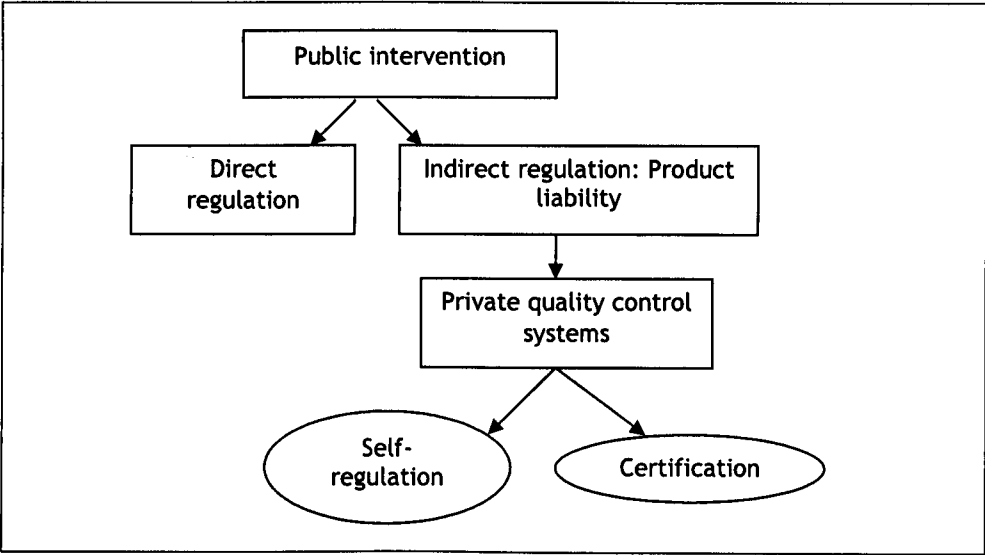 Public intervention
Direct
regulation
Indirect regulation: Product
liability
Private quality control
systems
Self-
regulation
Certification